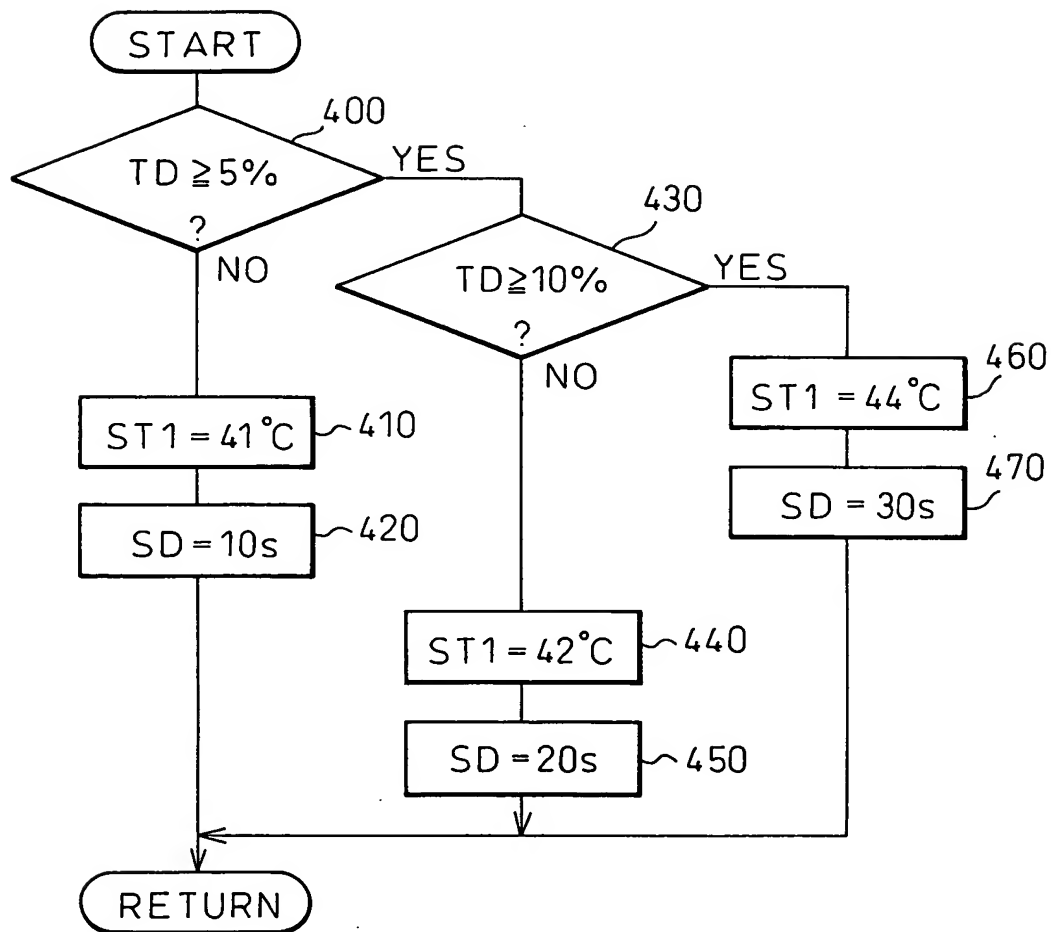 START
400
TD ≧ 5%
?
YES
NO
430
TD≧10%
?
YES
NO
460
ST1 = 44°C
ST1 = 41°C
410
470
SD = 30s
SD = 10s
420
ST1 = 42°C
440
SD = 20s
450
RETURN